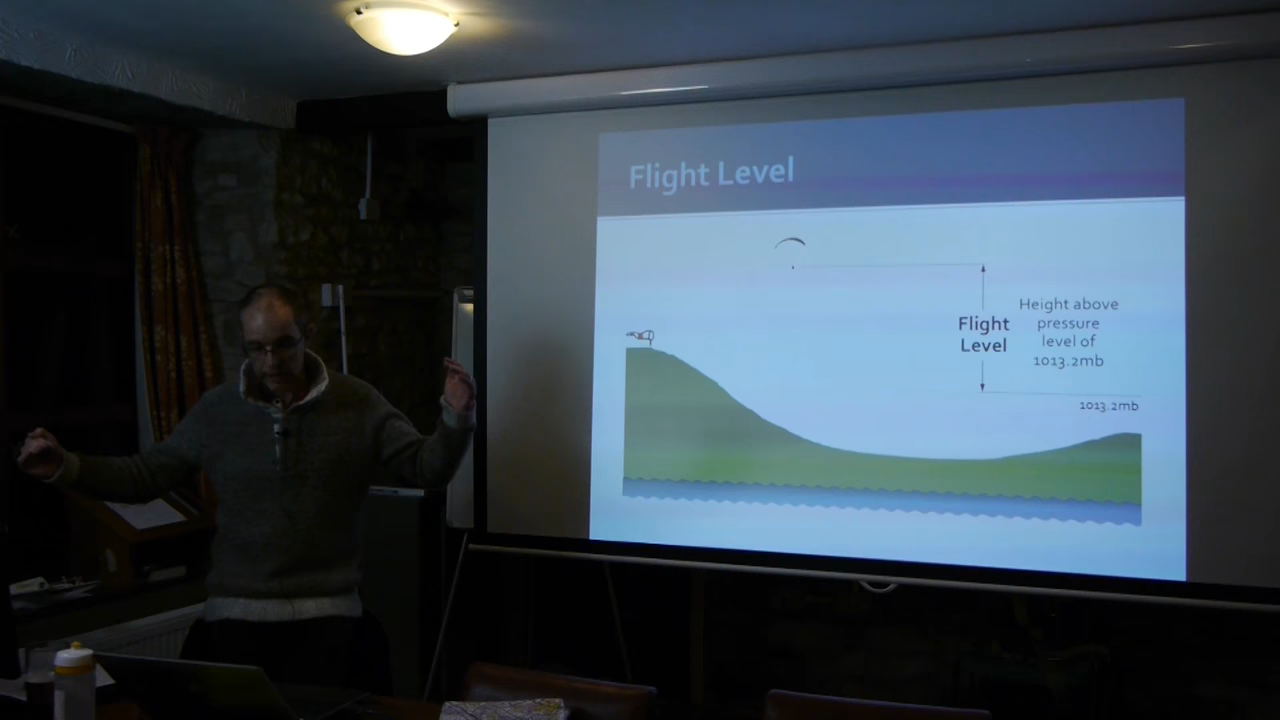 Flight Level
Flight
Level
Height above
pressure
level of
1013.2mb
1013.2mb